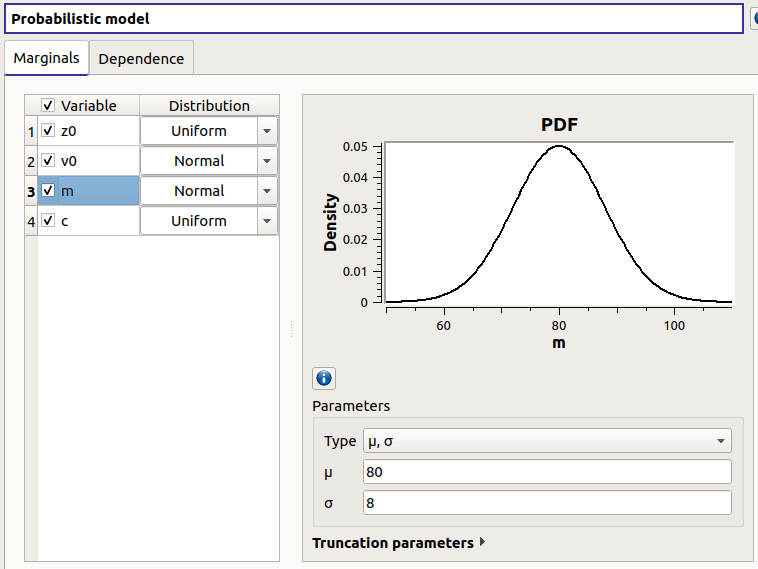 Probabilistic model
Marginals Dependence
Variable Distribution
1 z0 Uniform
2 v0 Normal
3 m Normal
4 c Uniform
PDF
Density
0.05
0.04
0.03
0.02
0.01
0
60 80 100
m
Parameters
Type μ, σ
μ 80
σ 8
Truncation parameters